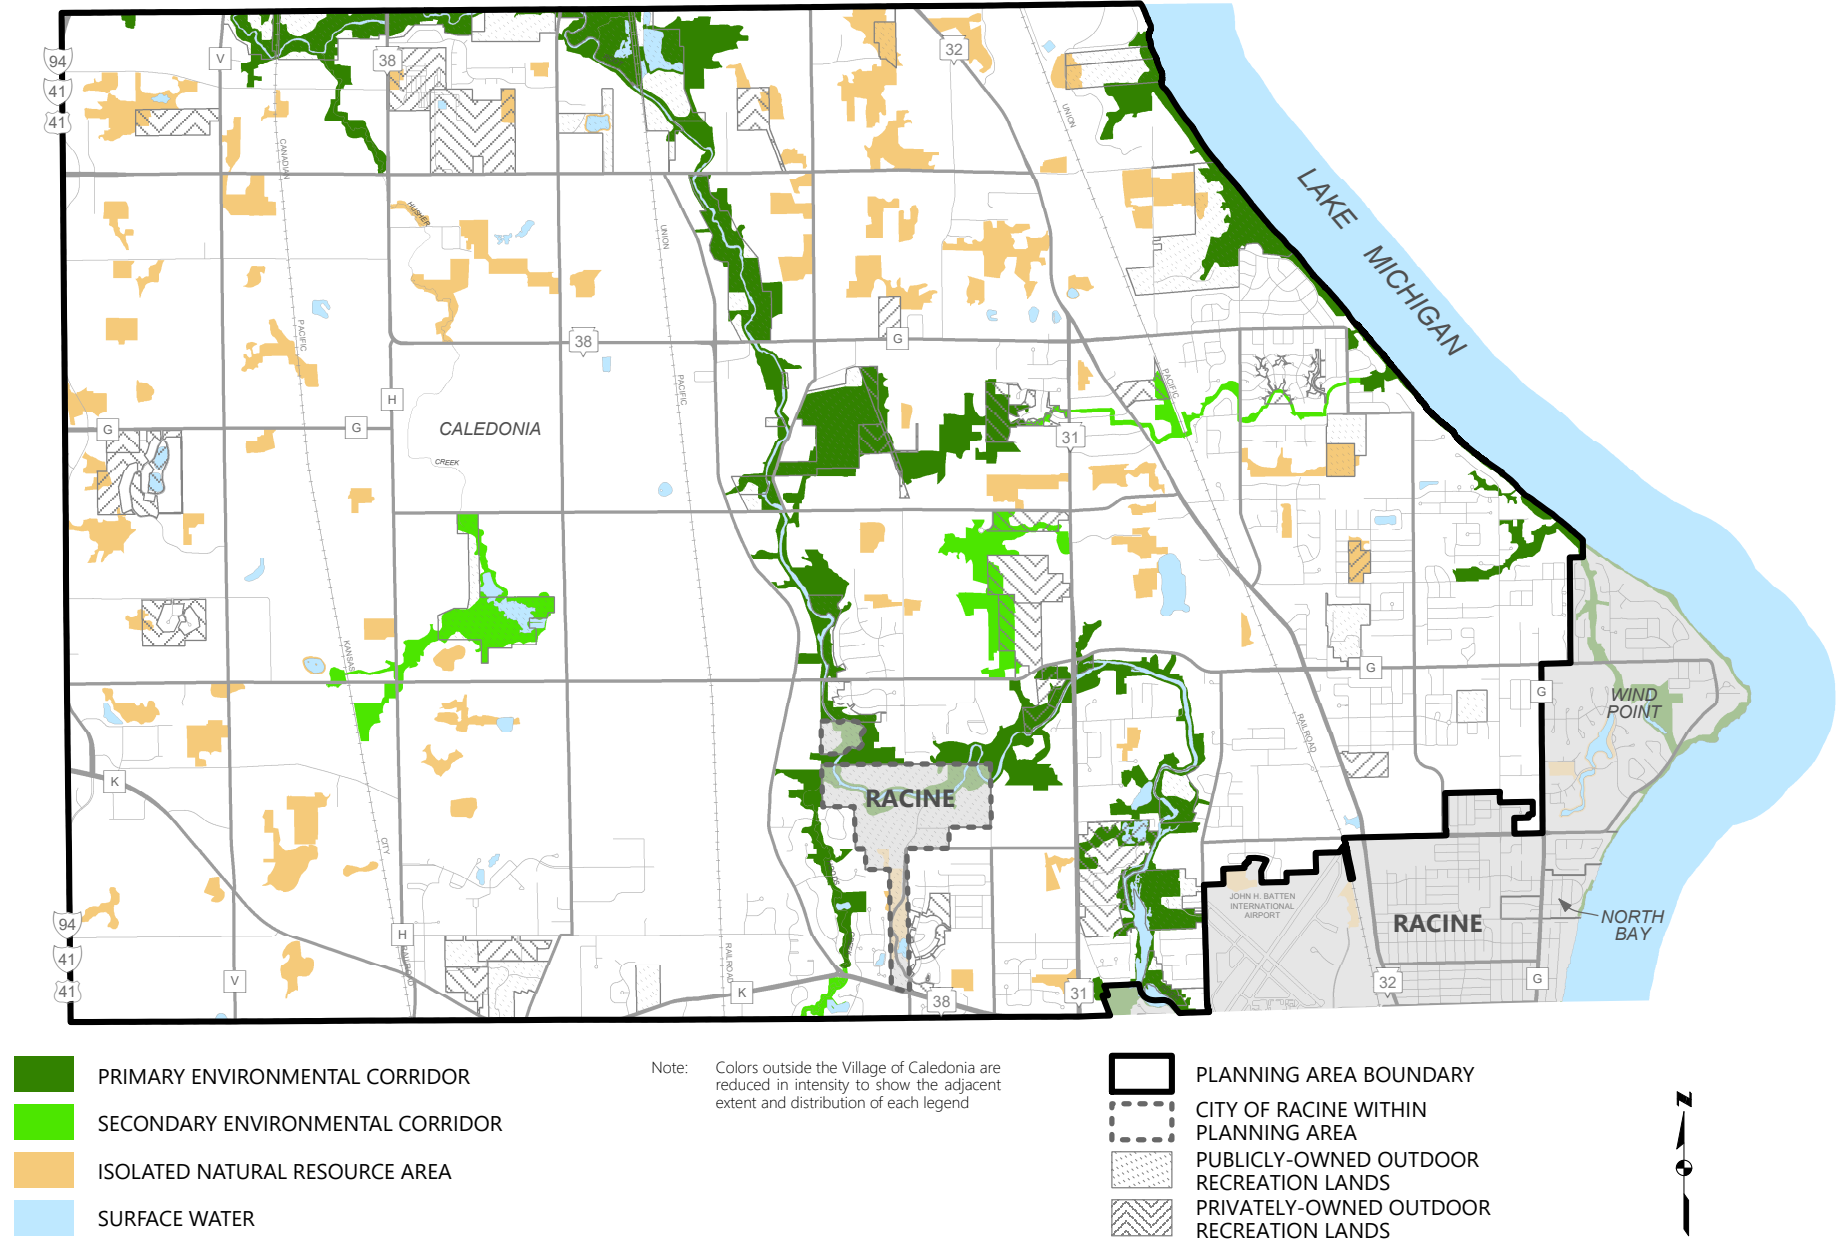 94
41
41
V
38
32
UNION
CANADIAN
HUSHER
UNION
LAKE MICHIGAN
PACIFIC
38
G
PACIFIC
PACIFIC
H
G
G
CALEDONIA
31
CREEK
KANSAS
G
G
WIND
POINT
RAILROAD
K
RACINE
CITY
JOHN H. BATTEN
INTERNATIONAL
AIRPORT
RACINE
NORTH
BAY
94
41
41
H
RAILROAD
V
RAILROAD
K
38
31
32
G
PRIMARY ENVIRONMENTAL CORRIDOR
SECONDARY ENVIRONMENTAL CORRIDOR
ISOLATED NATURAL RESOURCE AREA
SURFACE WATER
Note: Colors outside the Village of Caledonia are
reduced in intensity to show the adjacent
extent and distribution of each legend
PLANNING AREA BOUNDARY
CITY OF RACINE WITHIN
PLANNING AREA
PUBLICLY-OWNED OUTDOOR
RECREATION LANDS
PRIVATELY-OWNED OUTDOOR
RECREATION LANDS
N